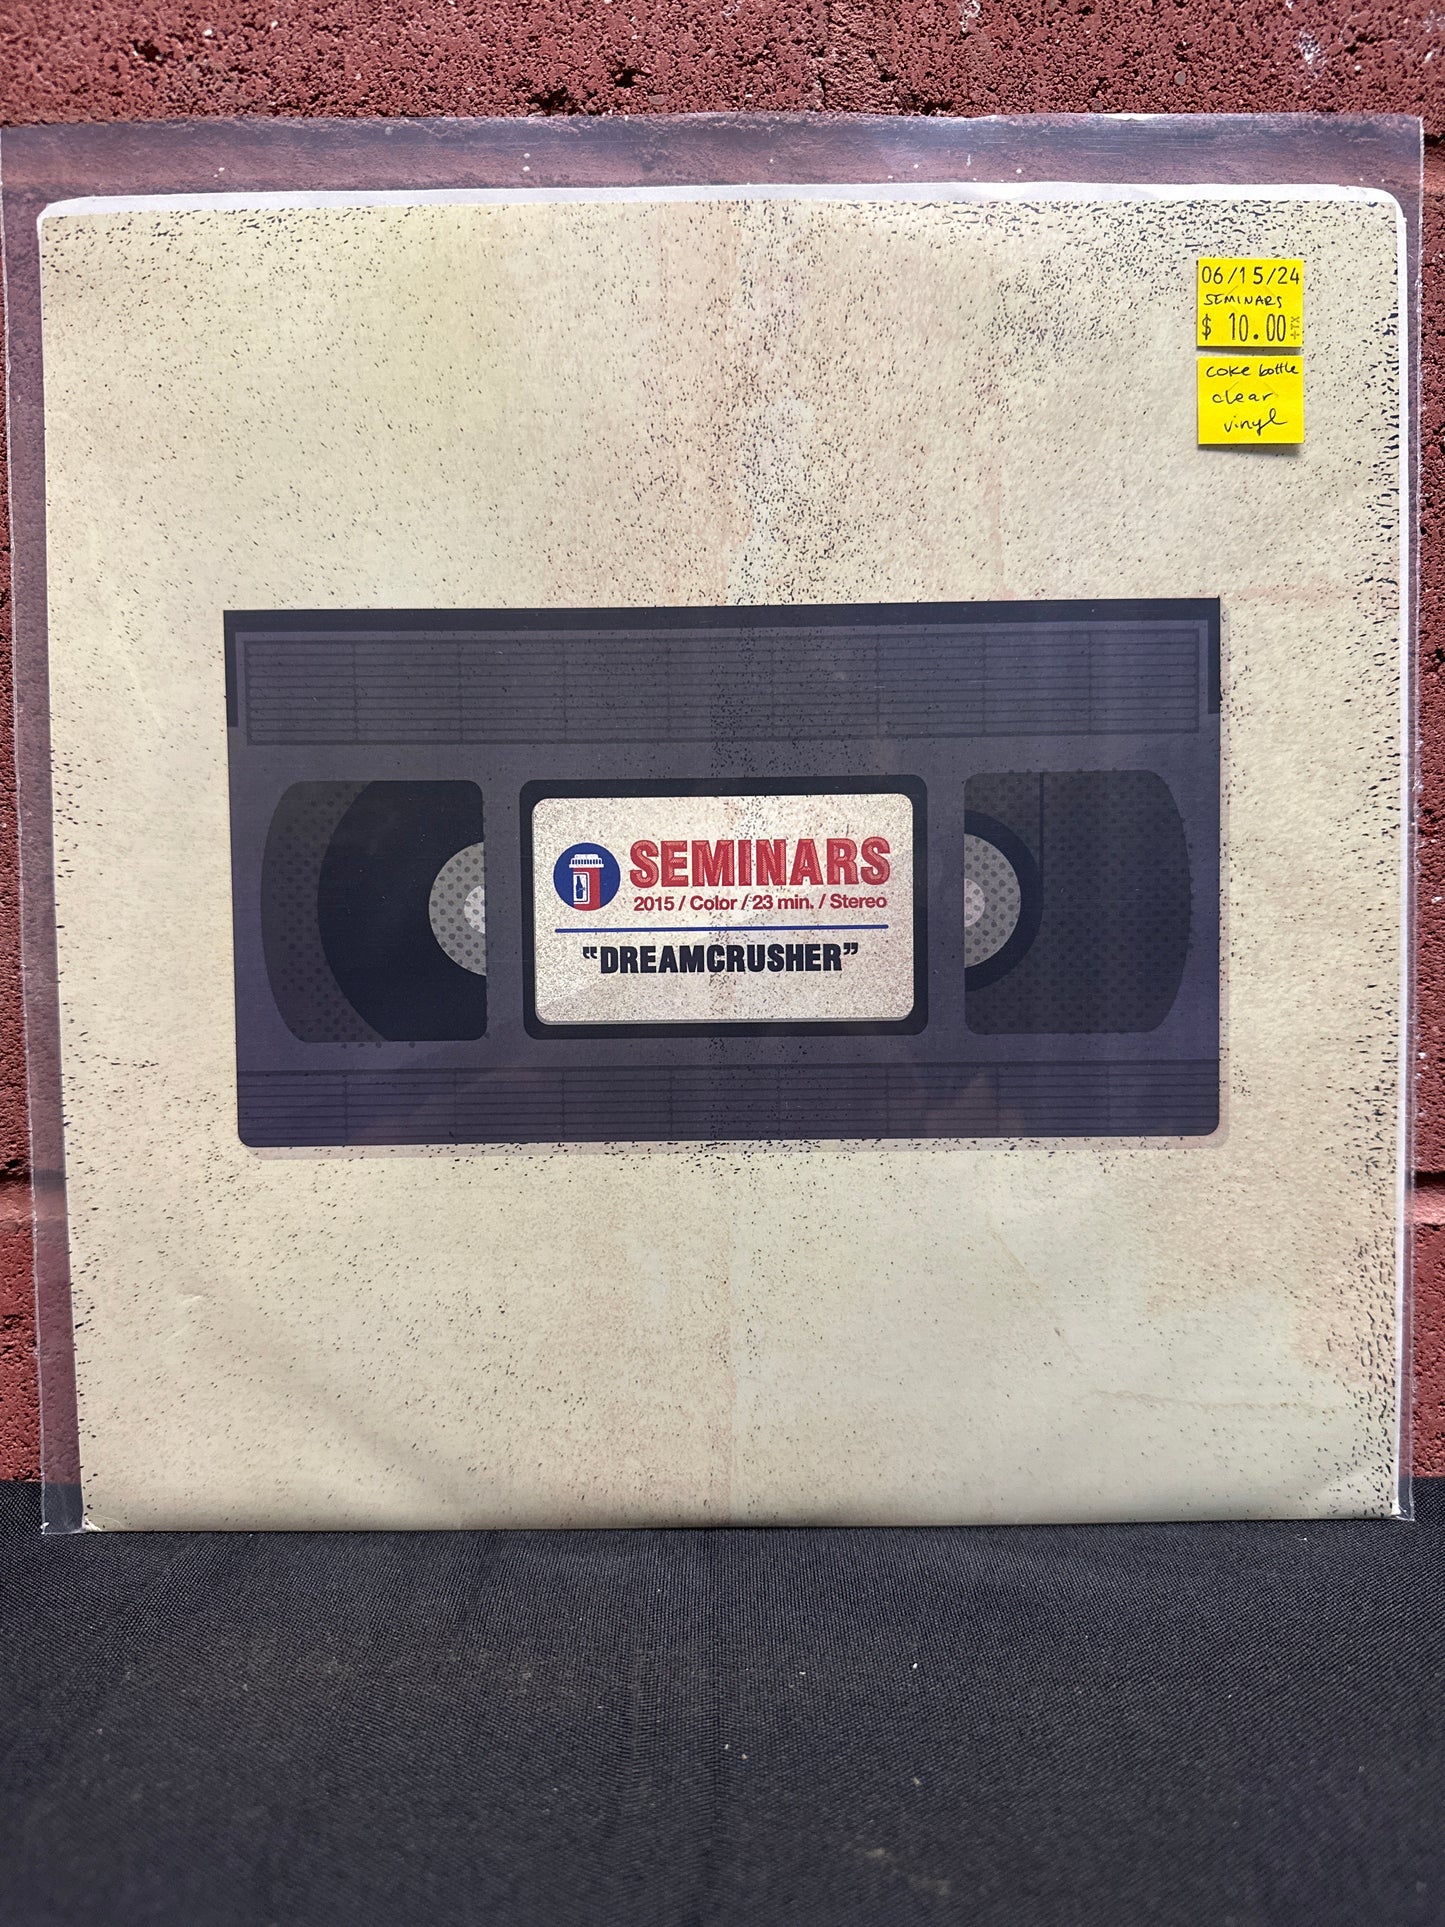 06/15/24
SEMINARS
$ 10.00 +TX
coke bottle
clear
vinyl
SEMINARS
2015 / Color / 23 min. / Stereo
“DREAMCRUSHER”